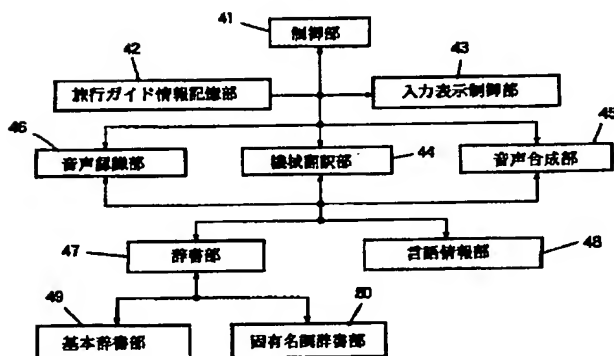 41
制御部
42
43
旅行ガイド情報記憶部
入力表示制御部
46
45
音声認識部
機械翻訳部
44
音声合成部
47
辞書部
言語情報部
48
49
50
基本辞書部
固有名詞辞書部